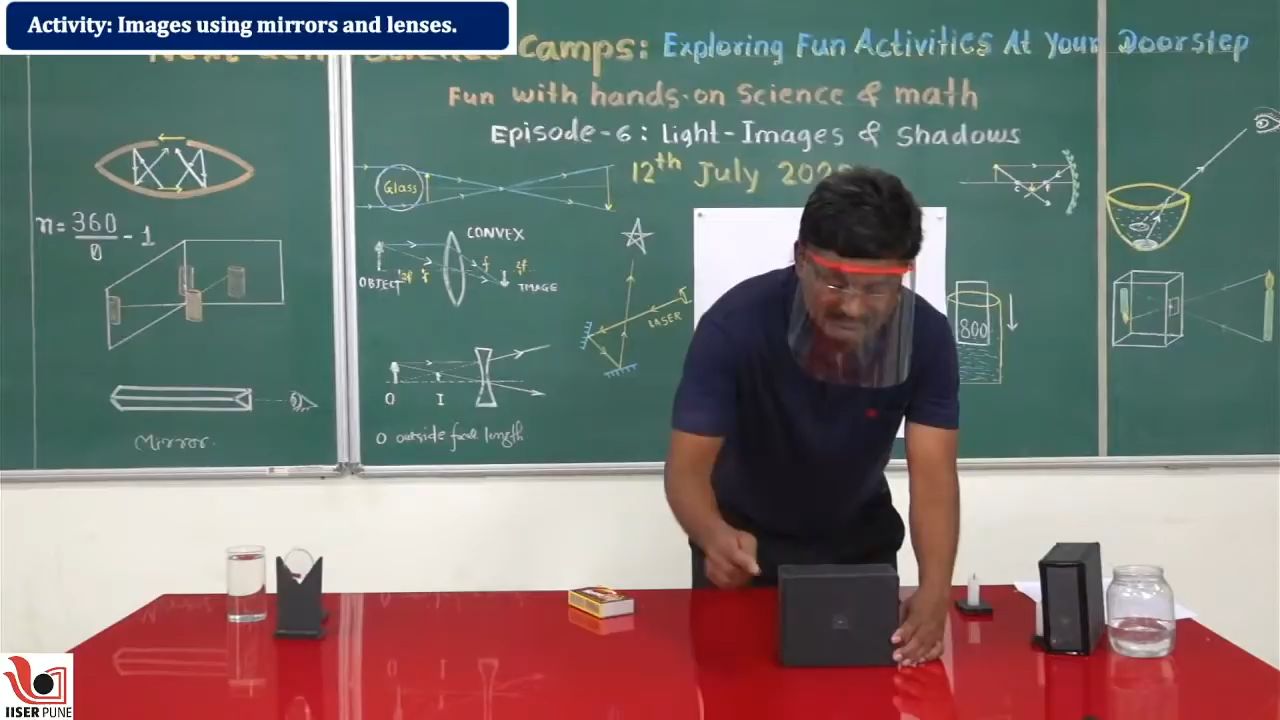 Activity: Images using mirrors and lenses.
Camps: Exploring Fun Activities At Your Doorstep
Fun with hands-on Science & math
Episode-6: Light-Images & Shadows
12th July
Glass
n = 360/θ - 1
CONVEX
OBJECT
2f
f
f
2f
IMAGE
LASER
C
F
800
O
I
O outside focal length
Mirror
IISER PUNE